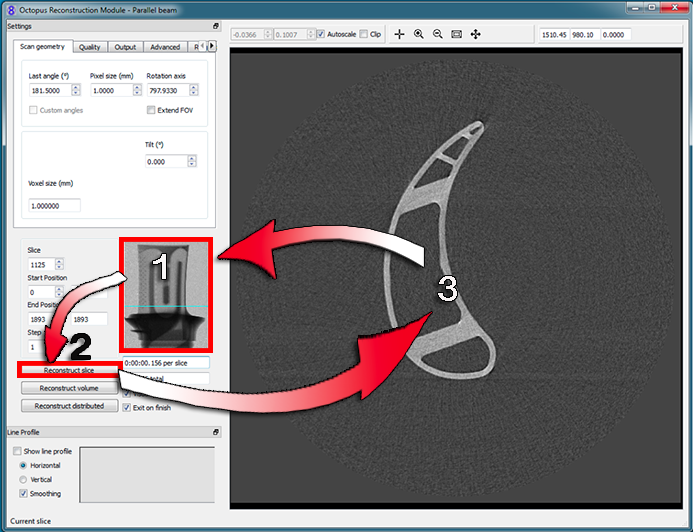 Octopus Reconstruction Module - Parallel beam
Settings
Scan geometry Quality Output Advanced R
-0.0366 0.1007 Autoscale Clip 1510.45 980.10 0.0000
Last angle (°) Pixel size (mm) Rotation axis
181.5000 1.0000 797.9330
Custom angles Extend FOV
Tilt (°)
0.000
Voxel size (mm)
1.000000
Slice
1125
1
Start Position
0
3
End Position
1893 1893
Step
1
2
0:00:00.156 per slice
Reconstruct slice
total
Reconstruct volume
Reconstruct distributed
Exit on finish
Line Profile
Show line profile
Horizontal
Vertical
Smoothing
Current slice